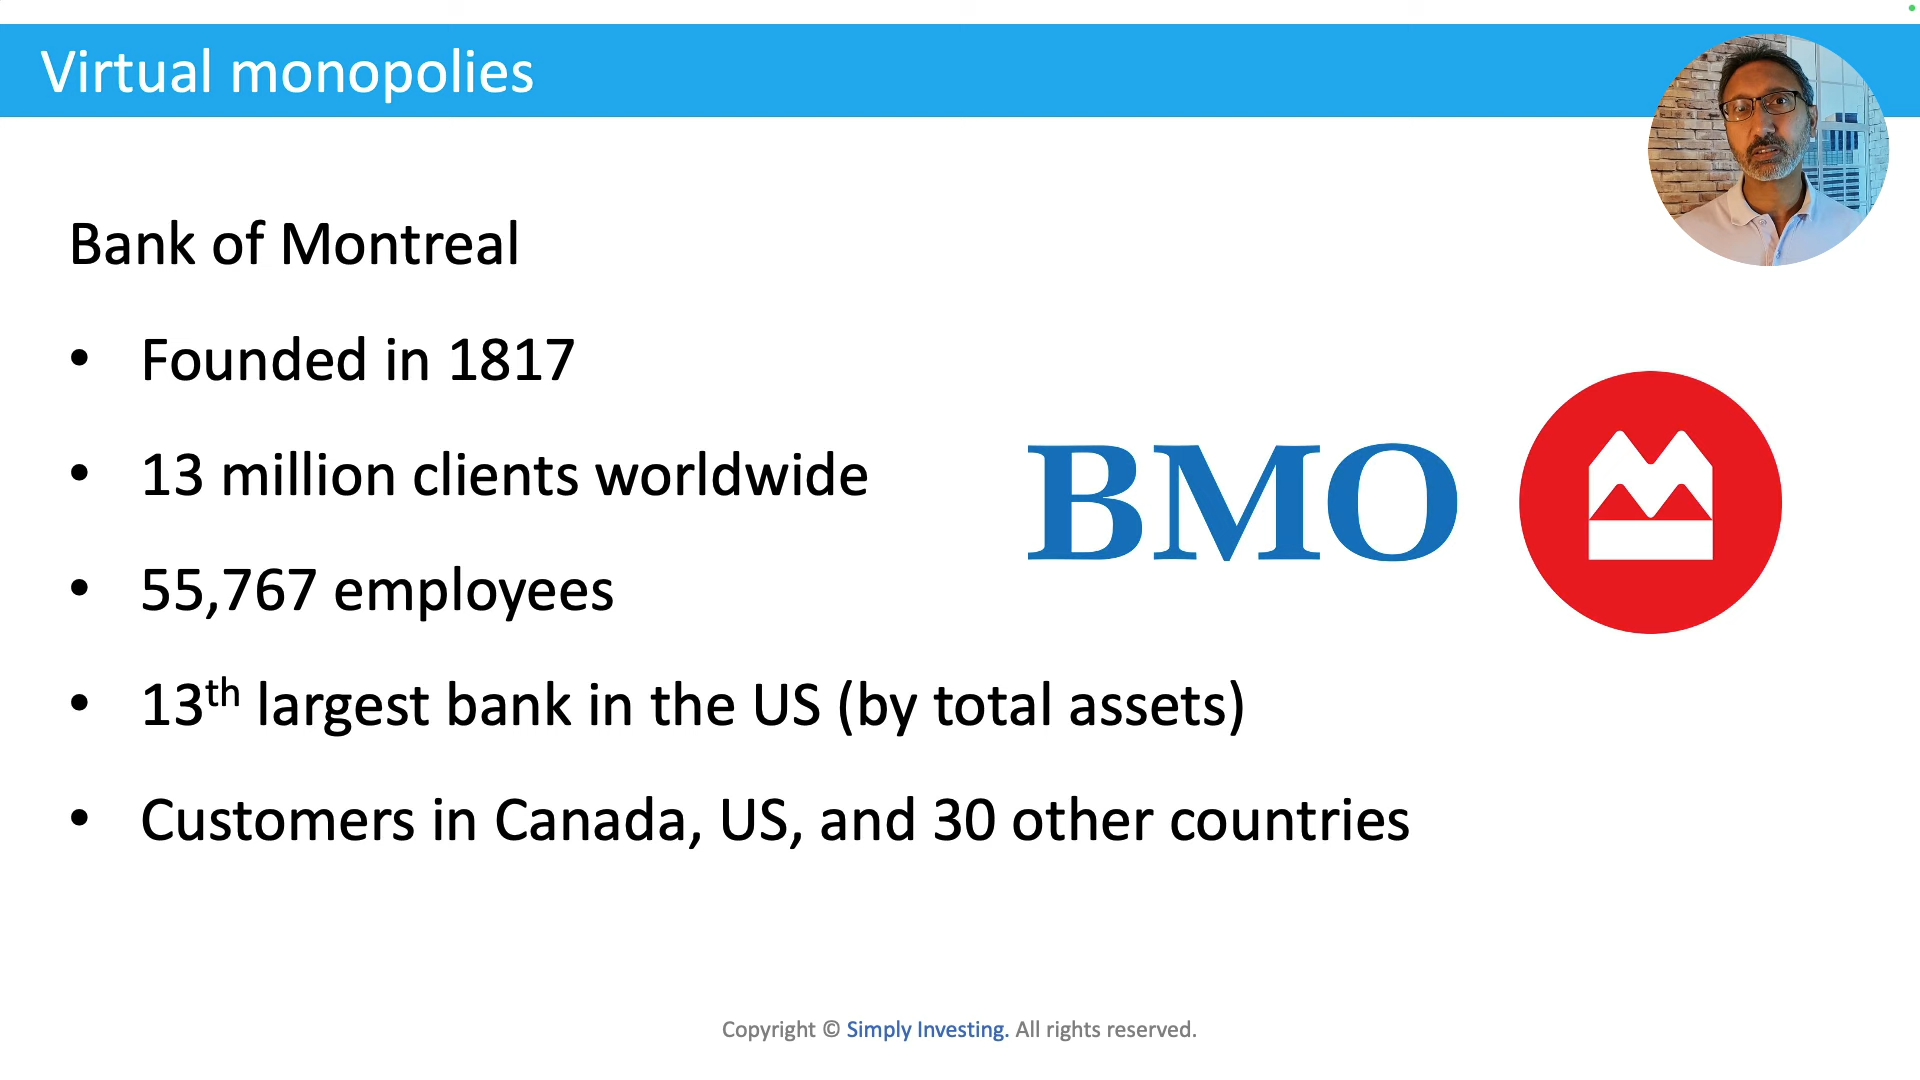 Virtual monopolies
Bank of Montreal
• Founded in 1817
• 13 million clients worldwide
• 55,767 employees
• 13th largest bank in the US (by total assets)
• Customers in Canada, US, and 30 other countries
BMO
Copyright © Simply Investing. All rights reserved.